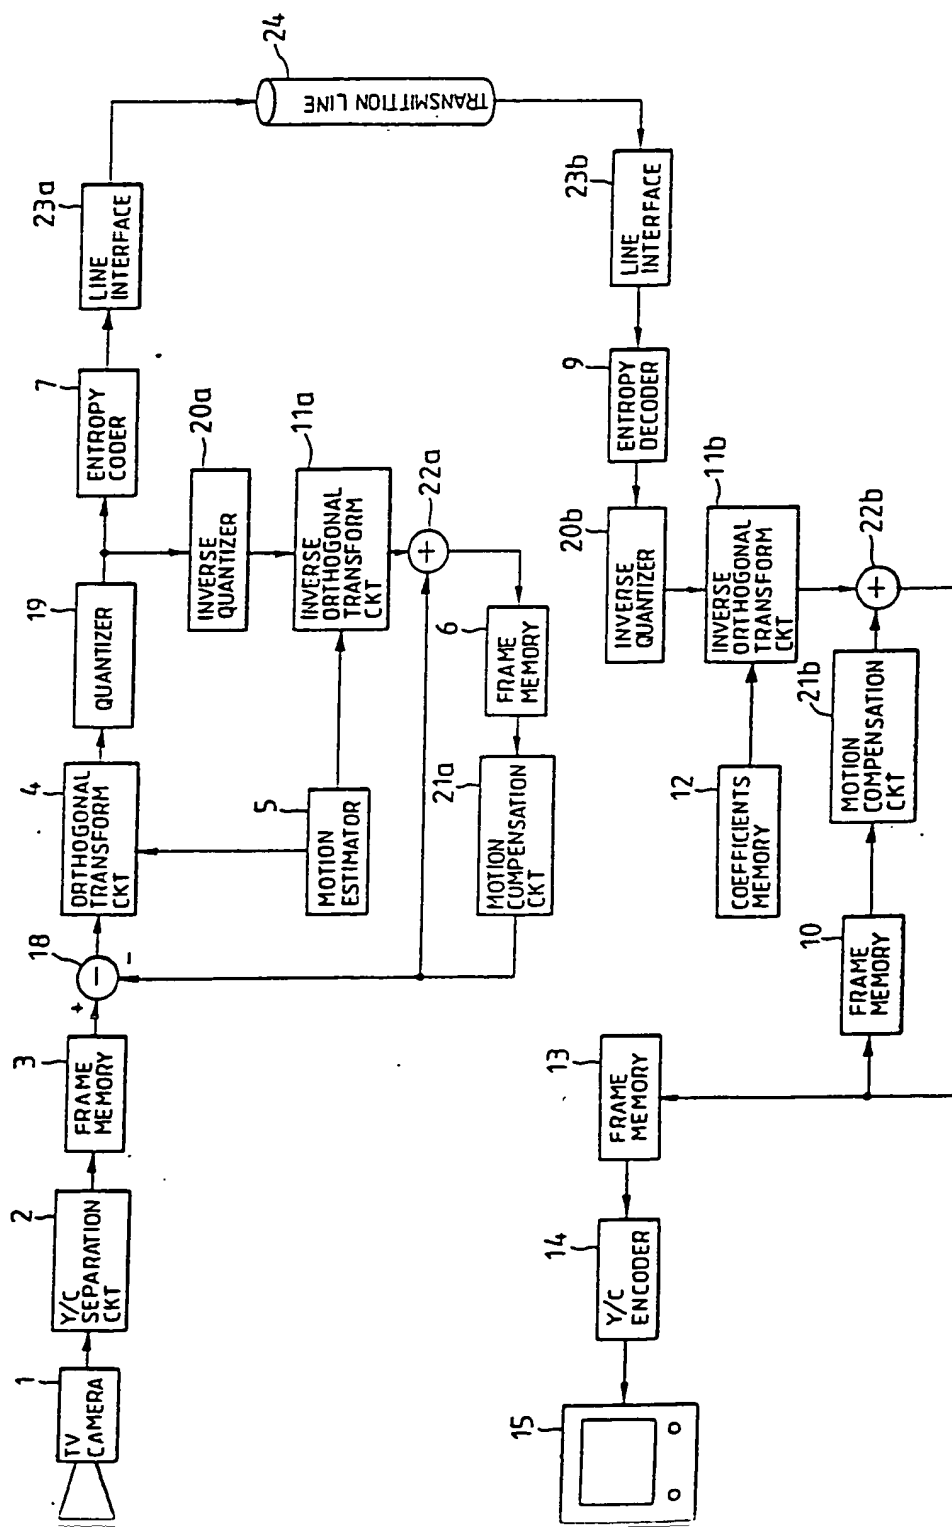 1
TV
CAMERA
2
Y/C
SEPARATION
CKT
3
FRAME
MEMORY
18
+
−
-
4
ORTHOGONAL
TRANSFORM
CKT
19
QUANTIZER
7
ENTROPY
CODER
23a
LINE
INTERFACE
24
TRANSMITTION LINE
5
MOTION
ESTIMATOR
20a
INVERSE
QUANTIZER
11a
INVERSE
ORTHOGONAL
TRANSFORM
CKT
22a
+
6
FRAME
MEMORY
21a
MOTION
CUMPENSATION
CKT
23b
LINE
INTERFACE
9
ENTROPY
DECODER
20b
INVERSE
QUANTIZER
11b
INVERSE
ORTHOGONAL
TRANSFORM
CKT
12
COEFFICIENTS
MEMORY
22b
+
21b
MOTION
COMPENSATION
CKT
10
FRAME
MEMORY
13
FRAME
MEMORY
14
Y/C
ENCODER
15